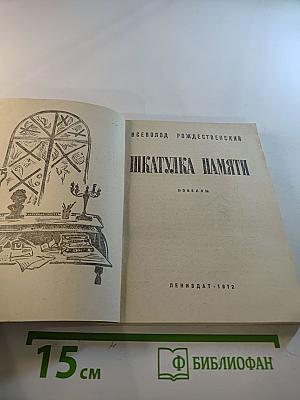 ВСЕВОЛОД РОЖДЕСТВЕНСКИЙ
ШКАТУЛКА ПАМЯТИ
НОВЕЛЛЫ
ЛЕНИЗДАТ · 1972
15 см
БИБЛИОФАН